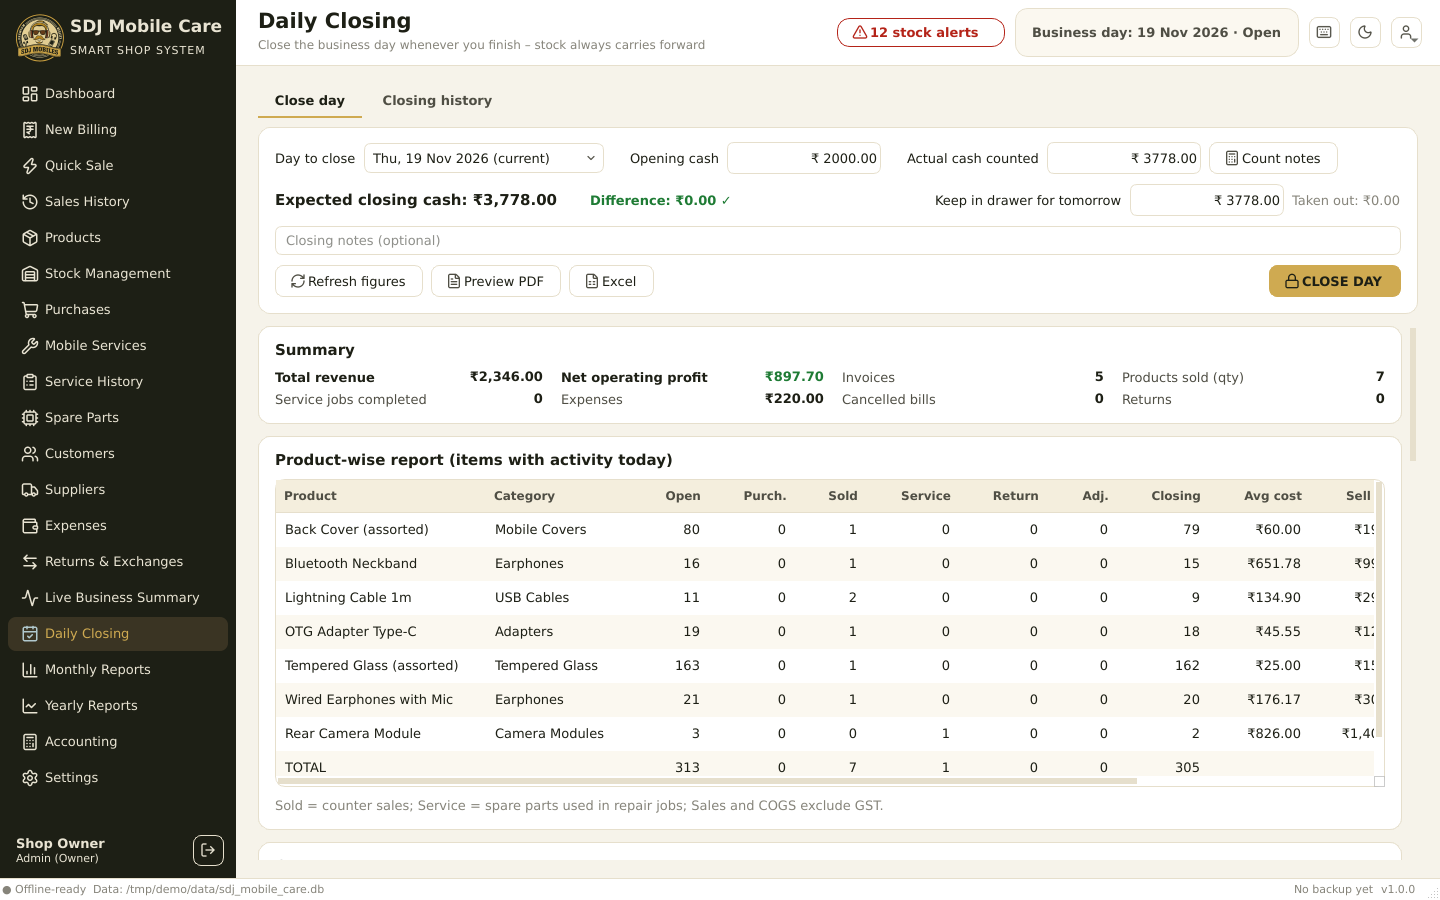 SDJ MOBILES
SDJ Mobile Care
SMART SHOP SYSTEM
Dashboard
New Billing
Quick Sale
Sales History
Products
Stock Management
Purchases
Mobile Services
Service History
Spare Parts
Customers
Suppliers
Expenses
Returns & Exchanges
Live Business Summary
Daily Closing
Monthly Reports
Yearly Reports
Accounting
Settings
Shop Owner
Admin (Owner)
Daily Closing
Close the business day whenever you finish – stock always carries forward
12 stock alerts
Business day: 19 Nov 2026 · Open
Close day Closing history
Day to close Thu, 19 Nov 2026 (current) Opening cash ₹ 2000.00 Actual cash counted ₹ 3778.00 Count notes
Expected closing cash: ₹3,778.00 Difference: ₹0.00 ✓ Keep in drawer for tomorrow ₹ 3778.00 Taken out: ₹0.00
Closing notes (optional)
Refresh figures Preview PDF Excel CLOSE DAY
Summary
Total revenue ₹2,346.00 Net operating profit ₹897.70 Invoices 5 Products sold (qty) 7
Service jobs completed 0 Expenses ₹220.00 Cancelled bills 0 Returns 0
Product-wise report (items with activity today)
Product Category Open Purch. Sold Service Return Adj. Closing Avg cost Sell
Back Cover (assorted) Mobile Covers 80 0 1 0 0 0 79 ₹60.00
Bluetooth Neckband Earphones 16 0 1 0 0 0 15 ₹651.78
Lightning Cable 1m USB Cables 11 0 2 0 0 0 9 ₹134.90
OTG Adapter Type-C Adapters 19 0 1 0 0 0 18 ₹45.55
Tempered Glass (assorted) Tempered Glass 163 0 1 0 0 0 162 ₹25.00
Wired Earphones with Mic Earphones 21 0 1 0 0 0 20 ₹176.17
Rear Camera Module Camera Modules 3 0 0 1 0 0 2 ₹826.00
TOTAL 313 0 7 1 0 0 305
Sold = counter sales; Service = spare parts used in repair jobs; Sales and COGS exclude GST.
Offline-ready Data: /tmp/demo/data/sdj_mobile_care.db
No backup yet v1.0.0